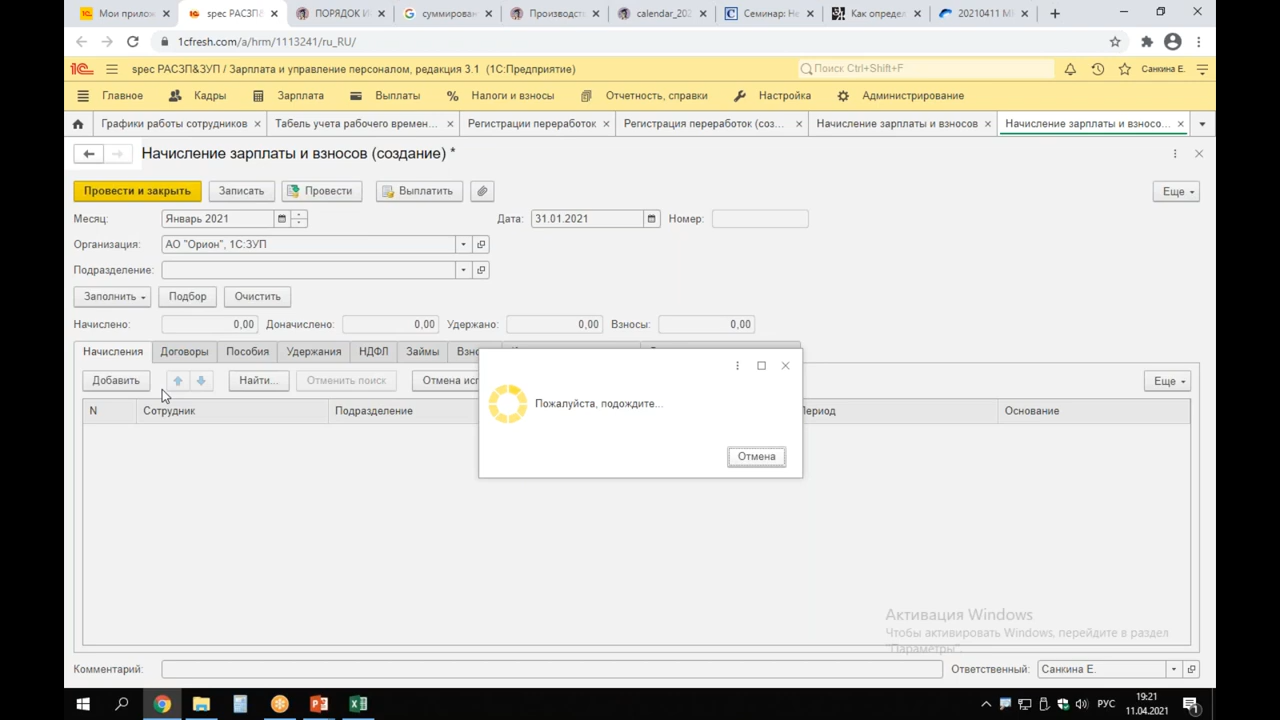 Мои прилож
spec РАСЗП&
ПОРЯДОК И
суммирован
Производст
calendar_202
Семинар: Не
Как определ
20210411 М
1cfresh.com/a/hrm/1113241/ru_RU/
spec РАСЗП&ЗУП / Зарплата и управление персоналом, редакция 3.1 (1С:Предприятие)
Поиск Ctrl+Shift+F
Санкина Е.
Главное Кадры Зарплата Выплаты Налоги и взносы Отчетность, справки Настройка Администрирование
Графики работы сотрудников
Табель учета рабочего времен...
Регистрации переработок
Регистрация переработок (соз...
Начисление зарплаты и взносов
Начисление зарплаты и взносо...
Начисление зарплаты и взносов (создание) *
Провести и закрыть Записать Провести Выплатить Еще
Месяц: Январь 2021 Дата: 31.01.2021 Номер:
Организация: АО "Орион", 1С:ЗУП
Подразделение:
Заполнить Подбор Очистить
Начислено: 0,00 Доначислено: 0,00 Удержано: 0,00 Взносы: 0,00
Начисления Договоры Пособия Удержания НДФЛ Займы Взно
Добавить Найти... Отменить поиск Отмена исп Еще
N Сотрудник Подразделение Период Основание
Пожалуйста, подождите...
Отмена
Активация Windows
Чтобы активировать Windows, перейдите в раздел
"Параметры".
Комментарий: Ответственный: Санкина Е.
РУС
19:21
11.04.2021
1